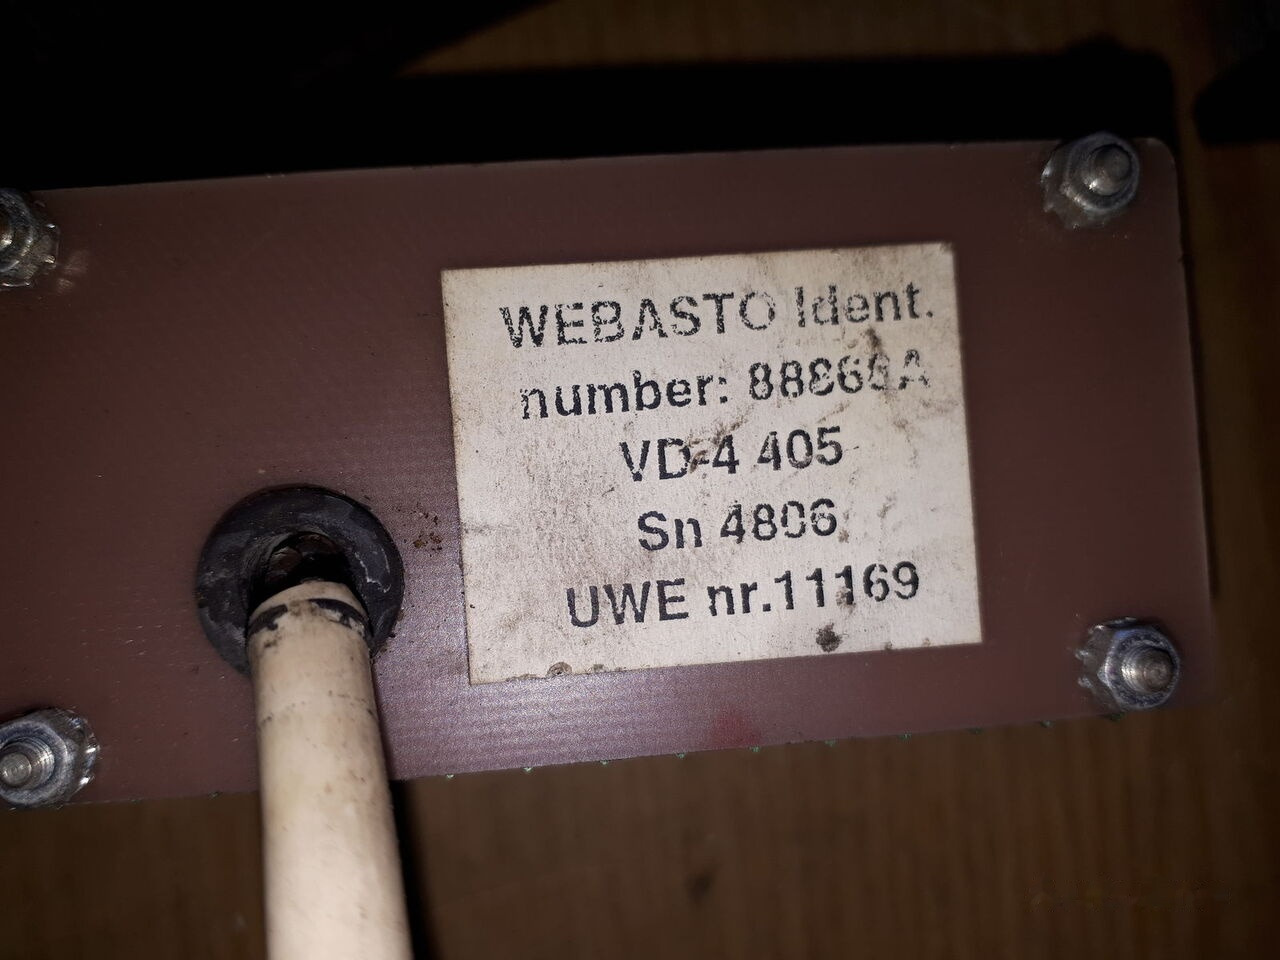 WEBASTO Ident.
number:
VD-4 405
Sn 4806
UWE nr.11169